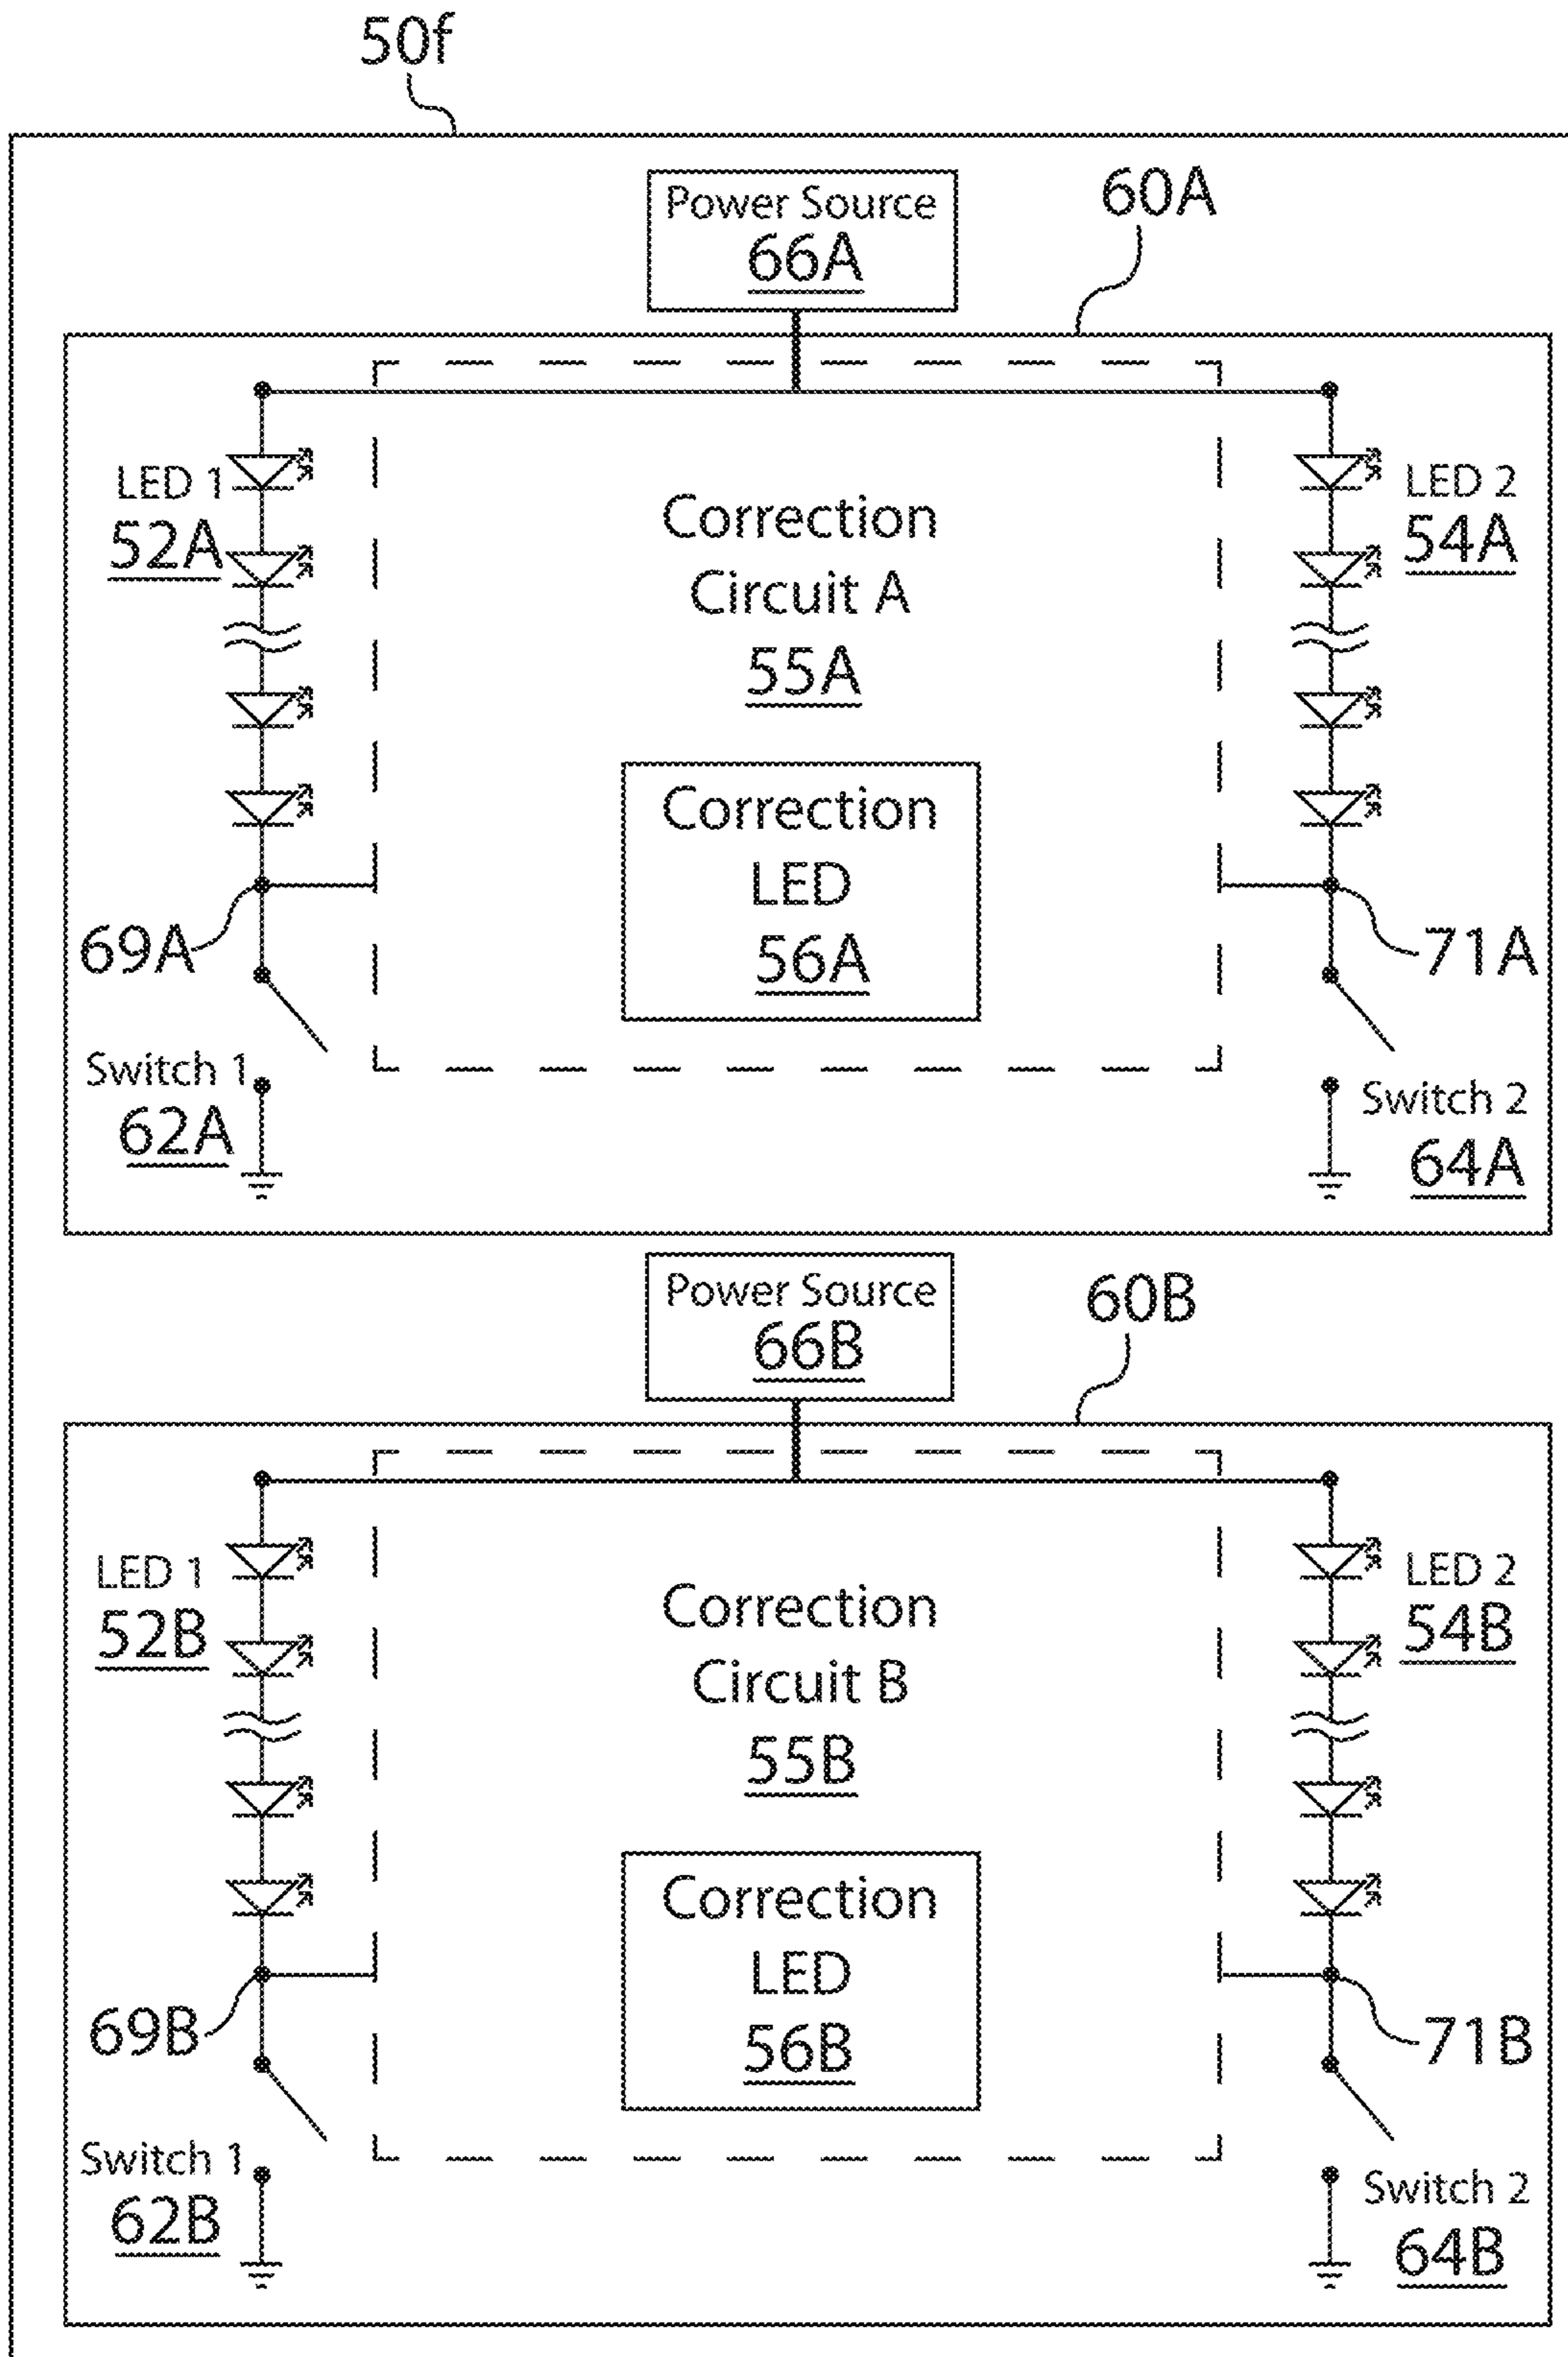 50f
Power Source
66A
60A
LED 1
52A
Correction
Circuit A
55A
LED 2
54A
Correction
LED
56A
69A
71A
Switch 1
62A
Switch 2
64A
Power Source
66B
60B
LED 1
52B
Correction
Circuit B
55B
LED 2
54B
Correction
LED
56B
69B
71B
Switch 1
62B
Switch 2
64B